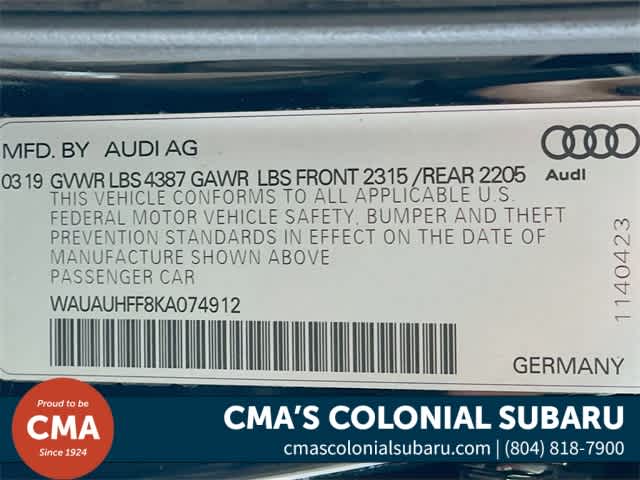 MFD. BY AUDI AG
Audi
03 19 GVWR LBS 4387 GAWR LBS FRONT 2315 /REAR 2205
THIS VEHICLE CONFORMS TO ALL APPLICABLE U.S.
FEDERAL MOTOR VEHICLE SAFETY, BUMPER AND THEFT
PREVENTION STANDARDS IN EFFECT ON THE DATE OF
MANUFACTURE SHOWN ABOVE
PASSENGER CAR
WAUAUHFF8KA074912
1140423
GERMANY
Proud to be
CMA
Since 1924
CMA'S COLONIAL SUBARU
cmascolonialsubaru.com | (804) 818-7900